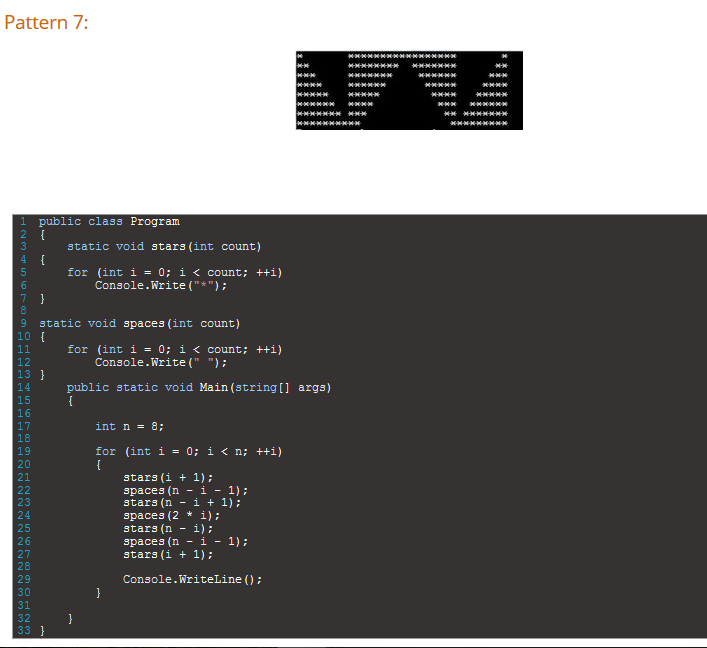 Pattern 7:
*       *****************       *
**      ********  *******      **
***     *******    ******     ***
****    ******      *****    ****
*****   *****        ****   *****
******  ****          ***  ******
******* ***            ** *******
**********              *********
1 public class Program
2 {
3     static void stars(int count)
4 {
5     for (int i = 0; i < count; ++i)
6         Console.Write("*");
7 }
8
9 static void spaces(int count)
10 {
11     for (int i = 0; i < count; ++i)
12         Console.Write(" ");
13 }
14     public static void Main(string[] args)
15     {
16
17         int n = 8;
18
19         for (int i = 0; i < n; ++i)
20         {
21             stars(i + 1);
22             spaces(n - i - 1);
23             stars(n - i + 1);
24             spaces(2 * i);
25             stars(n - i);
26             spaces(n - i - 1);
27             stars(i + 1);
28
29             Console.WriteLine();
30         }
31
32     }
33 }